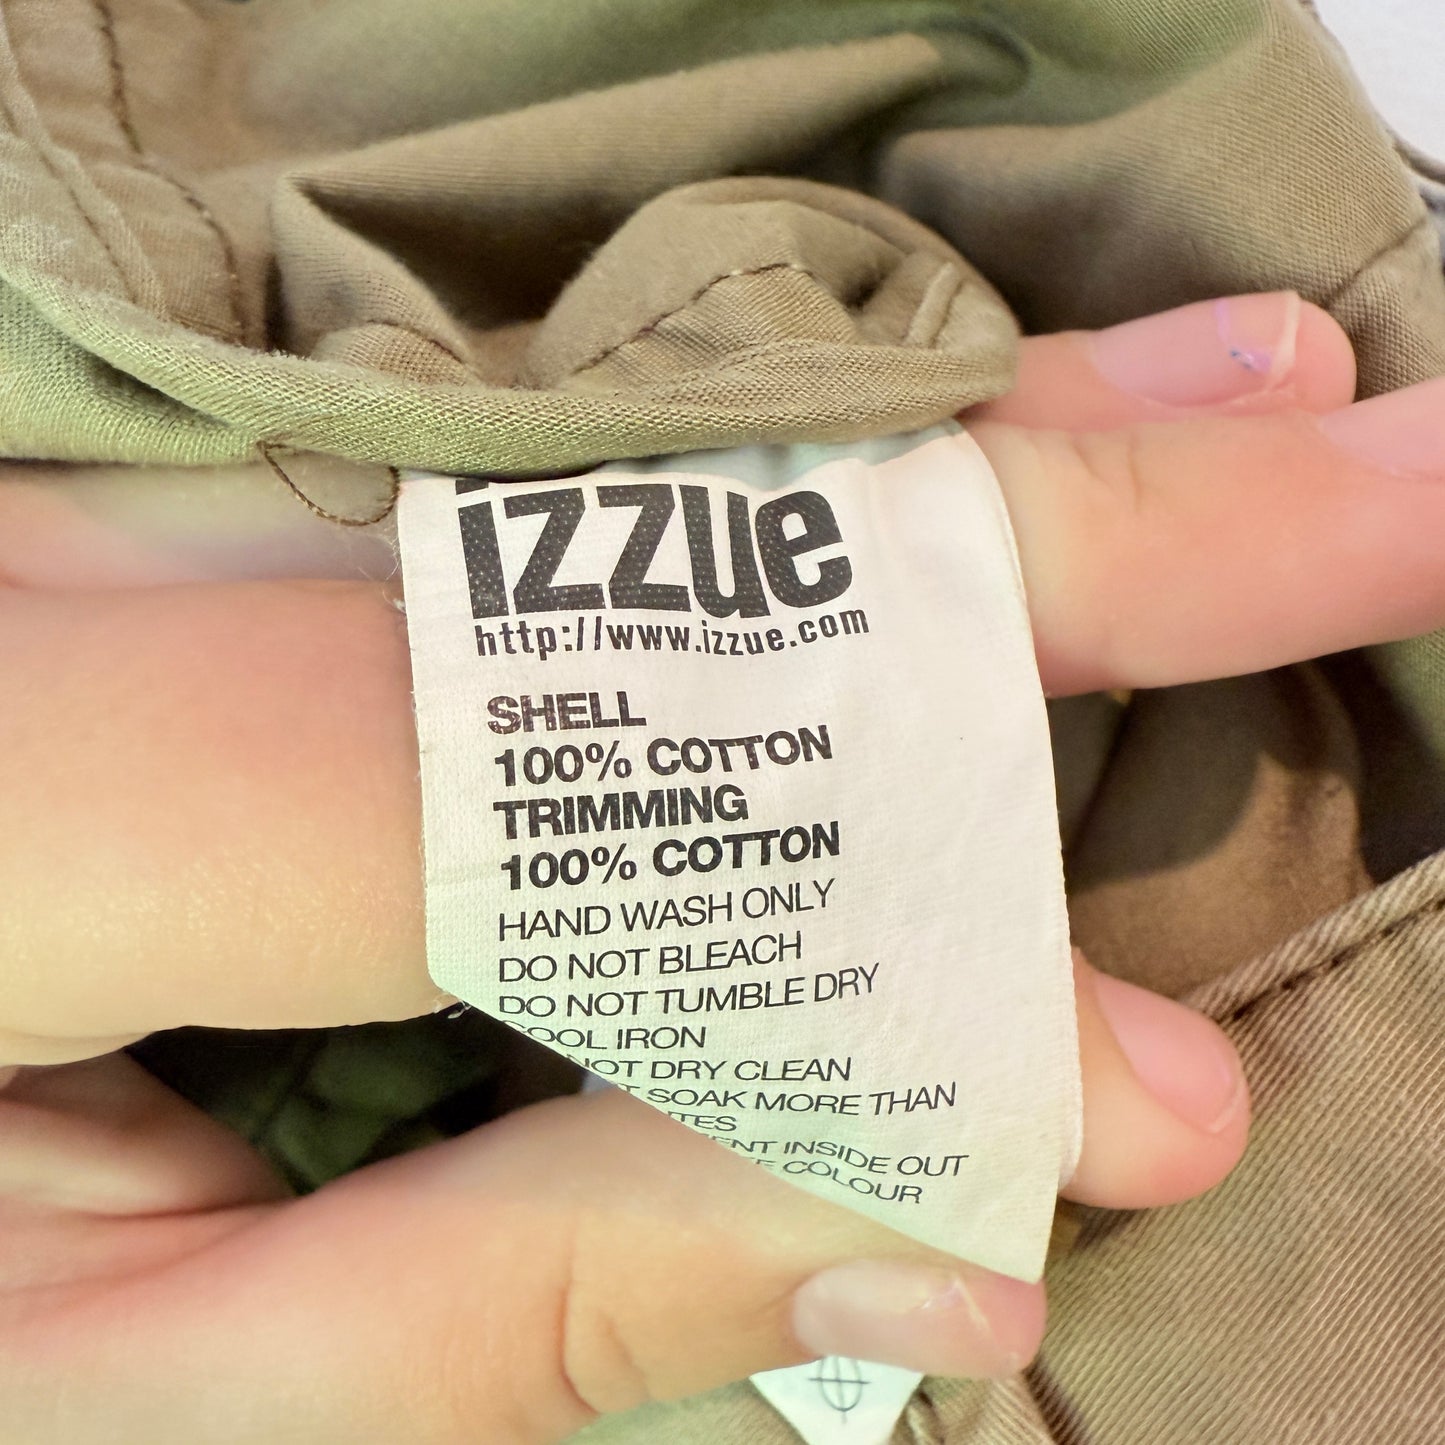 izzue
http://www.izzue.com
SHELL
100% COTTON
TRIMMING
100% COTTON
HAND WASH ONLY
DO NOT BLEACH
DO NOT TUMBLE DRY
COOL IRON
NOT DRY CLEAN
SOAK MORE THAN
INSIDE OUT
COLOUR